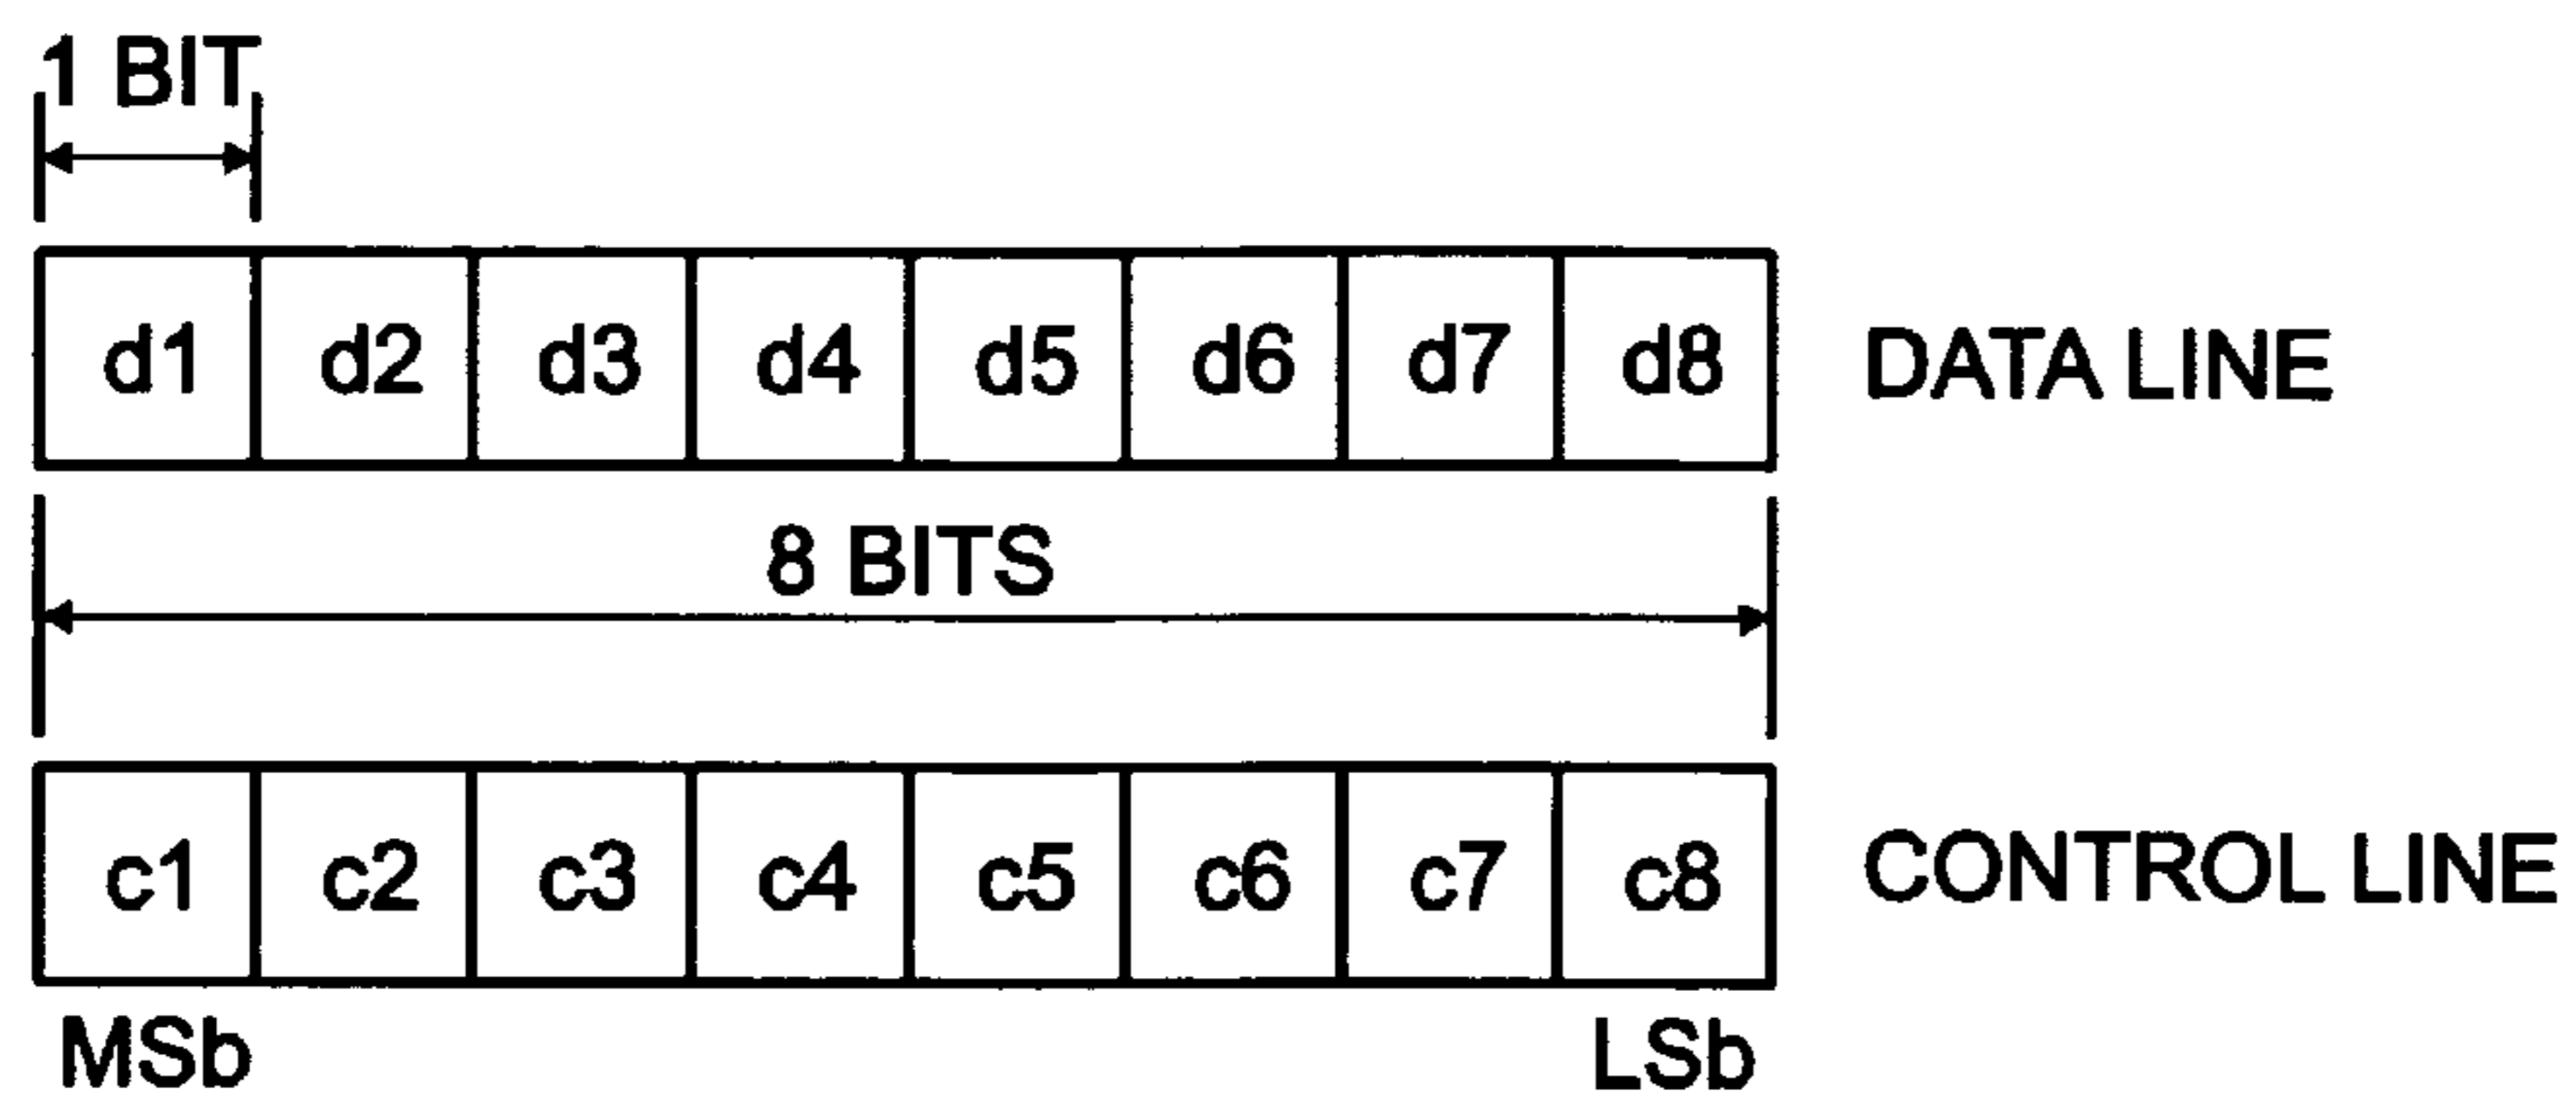 1 BIT
d1 d2 d3 d4 d5 d6 d7 d8 DATA LINE
8 BITS
c1 c2 c3 c4 c5 c6 c7 c8 CONTROL LINE
MSb LSb